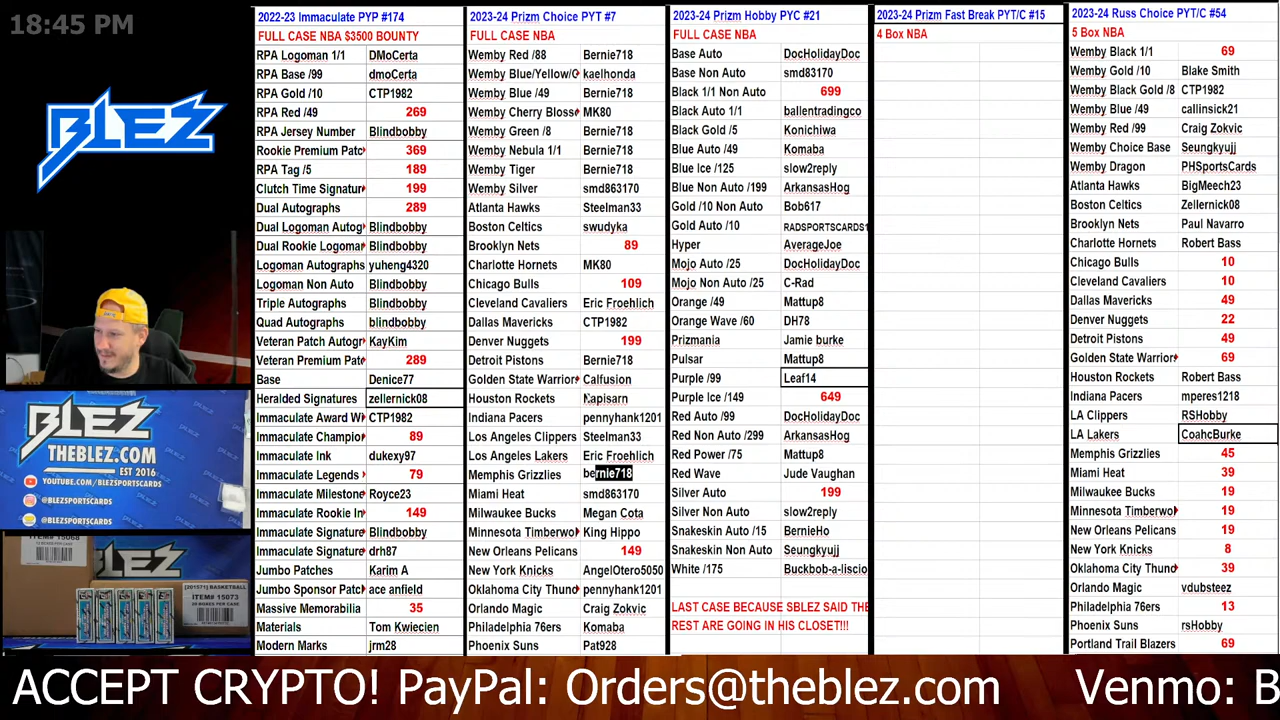 18:45 PM
BLEZ
BLEZ
THEBLEZ.COM
EST 2016
YOUTUBE.COM/BLEZSPORTSCARDS
@BLEZSPORTSCARDS
@BLEZSPORTSCARDS
15068
BLEZ
[201571] BASKETBALL
ITEM# 15073
2022-23 Immaculate PYP #174
FULL CASE NBA $3500 BOUNTY
RPA Logoman 1/1 DMoCerta
RPA Base /99 dmoCerta
RPA Gold /10 CTP1982
RPA Red /49 269
RPA Jersey Number Blindbobby
Rookie Premium Patc 369
RPA Tag /5 189
Clutch Time Signatur 199
Dual Autographs 289
Dual Logoman Autog Blindbobby
Dual Rookie Logoma Blindbobby
Logoman Autographs yuheng4320
Logoman Non Auto Blindbobby
Triple Autographs Blindbobby
Quad Autographs blindbobby
Veteran Patch Autogr KayKim
Veteran Premium Pat 289
Base Denice77
Heralded Signatures zellernick08
Immaculate Award W CTP1982
Immaculate Champio 89
Immaculate Ink dukexy97
Immaculate Legends 79
Immaculate Milestone Royce23
Immaculate Rookie In 149
Immaculate Signature Blindbobby
Immaculate Signature drh87
Jumbo Patches Karim A
Jumbo Sponsor Patc ace anfield
Massive Memorabilia 35
Materials Tom Kwiecien
Modern Marks jrm28
2023-24 Prizm Choice PYT #7
FULL CASE NBA
Wemby Red /88 Bernie718
Wemby Blue/Yellow/G kaelhonda
Wemby Blue /49 Bernie718
Wemby Cherry Bloss MK80
Wemby Green /8 Bernie718
Wemby Nebula 1/1 Bernie718
Wemby Tiger Bernie718
Wemby Silver smd863170
Atlanta Hawks Steelman33
Boston Celtics swudyka
Brooklyn Nets 89
Charlotte Hornets MK80
Chicago Bulls 109
Cleveland Cavaliers Eric Froehlich
Dallas Mavericks CTP1982
Denver Nuggets 199
Detroit Pistons Bernie718
Golden State Warrior Calfusion
Houston Rockets Napisarn
Indiana Pacers pennyhank1201
Los Angeles Clippers Steelman33
Los Angeles Lakers Eric Froehlich
Memphis Grizzlies bernie718
Miami Heat smd863170
Milwaukee Bucks Megan Cota
Minnesota Timberwo King Hippo
New Orleans Pelicans 149
New York Knicks AngelOtero5050
Oklahoma City Thund pennyhank1201
Orlando Magic Craig Zokvic
Philadelphia 76ers Komaba
Phoenix Suns Pat928
2023-24 Prizm Hobby PYC #21
FULL CASE NBA
Base Auto DocHolidayDoc
Base Non Auto smd83170
Black 1/1 Non Auto 699
Black Auto 1/1 ballentradingco
Black Gold /5 Konichiwa
Blue Auto /49 Komaba
Blue Ice /125 slow2reply
Blue Non Auto /199 ArkansasHog
Gold /10 Non Auto Bob617
Gold Auto /10 RADSPORTSCARDS1
Hyper AverageJoe
Mojo Auto /25 DocHolidayDoc
Mojo Non Auto /25 C-Rad
Orange /49 Mattup8
Orange Wave /60 DH78
Prizmania Jamie burke
Pulsar Mattup8
Purple /99 Leaf14
Purple Ice /149 649
Red Auto /99 DocHolidayDoc
Red Non Auto /299 ArkansasHog
Red Power /75 Mattup8
Red Wave Jude Vaughan
Silver Auto 199
Silver Non Auto slow2reply
Snakeskin Auto /15 BernieHo
Snakeskin Non Auto Seungkyujj
White /175 Buckbob-a-liscio
LAST CASE BECAUSE SBLEZ SAID THE
REST ARE GOING IN HIS CLOSET!!!
2023-24 Prizm Fast Break PYT/C #15
4 Box NBA
2023-24 Russ Choice PYT/C #54
5 Box NBA
Wemby Black 1/1 69
Wemby Gold /10 Blake Smith
Wemby Black Gold /8 CTP1982
Wemby Blue /49 callinsick21
Wemby Red /99 Craig Zokvic
Wemby Choice Base Seungkyujj
Wemby Dragon PHSportsCards
Atlanta Hawks BigMeech23
Boston Celtics Zellernick08
Brooklyn Nets Paul Navarro
Charlotte Hornets Robert Bass
Chicago Bulls 10
Cleveland Cavaliers 10
Dallas Mavericks 49
Denver Nuggets 22
Detroit Pistons 49
Golden State Warrior 69
Houston Rockets Robert Bass
Indiana Pacers mperes1218
LA Clippers RSHobby
LA Lakers CoahcBurke
Memphis Grizzlies 45
Miami Heat 39
Milwaukee Bucks 19
Minnesota Timberwo 19
New Orleans Pelicans 19
New York Knicks 8
Oklahoma City Thund 39
Orlando Magic vdubsteez
Philadelphia 76ers 13
Phoenix Suns rsHobby
Portland Trail Blazers 69
ACCEPT CRYPTO! PayPal: Orders@theblez.com Venmo: B